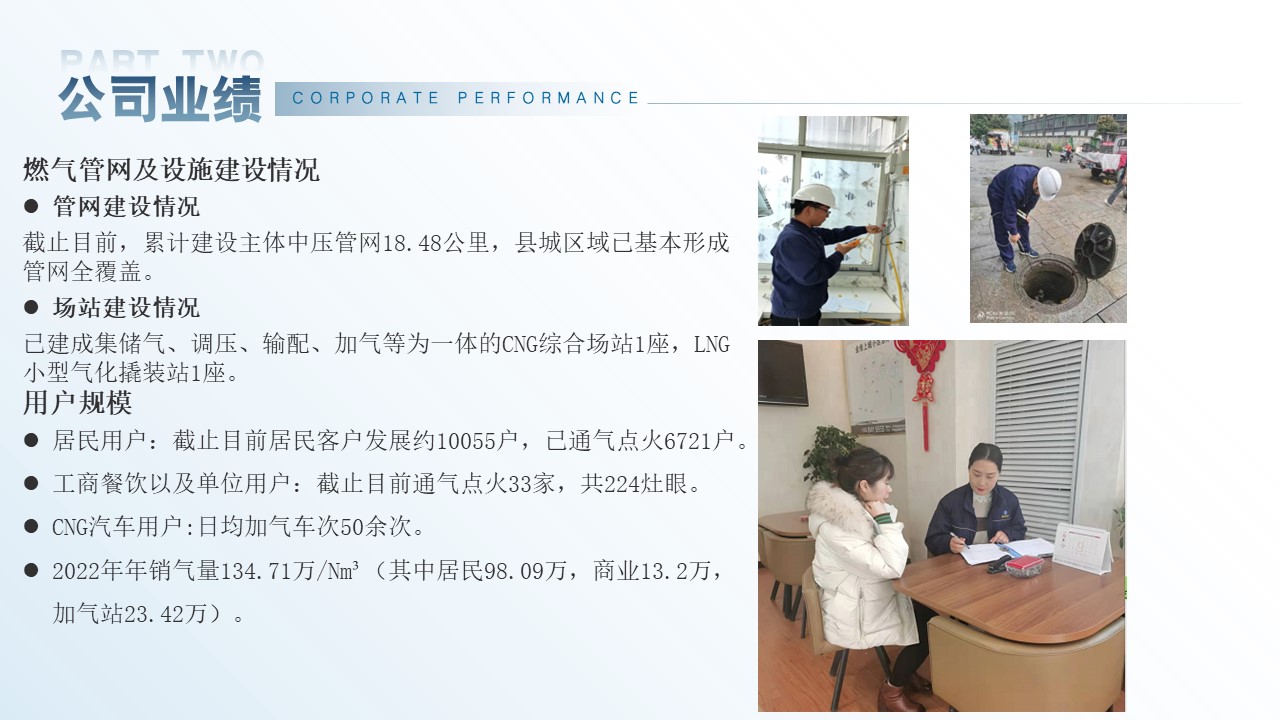 PART TWO
公司业绩
CORPORATE PERFORMANCE
燃气管网及设施建设情况
● 管网建设情况
截止目前，累计建设主体中压管网18.48公里，县城区域已基本形成
管网全覆盖。
● 场站建设情况
已建成集储气、调压、输配、加气等为一体的CNG综合场站1座，LNG
小型气化撬装站1座。
用户规模
● 居民用户：截止目前居民客户发展约10055户，已通气点火6721户。
● 工商餐饮以及单位用户：截止目前通气点火33家，共224灶眼。
● CNG汽车用户:日均加气车次50余次。
● 2022年年销气量134.71万/Nm³（其中居民98.09万，商业13.2万，
加气站23.42万）。